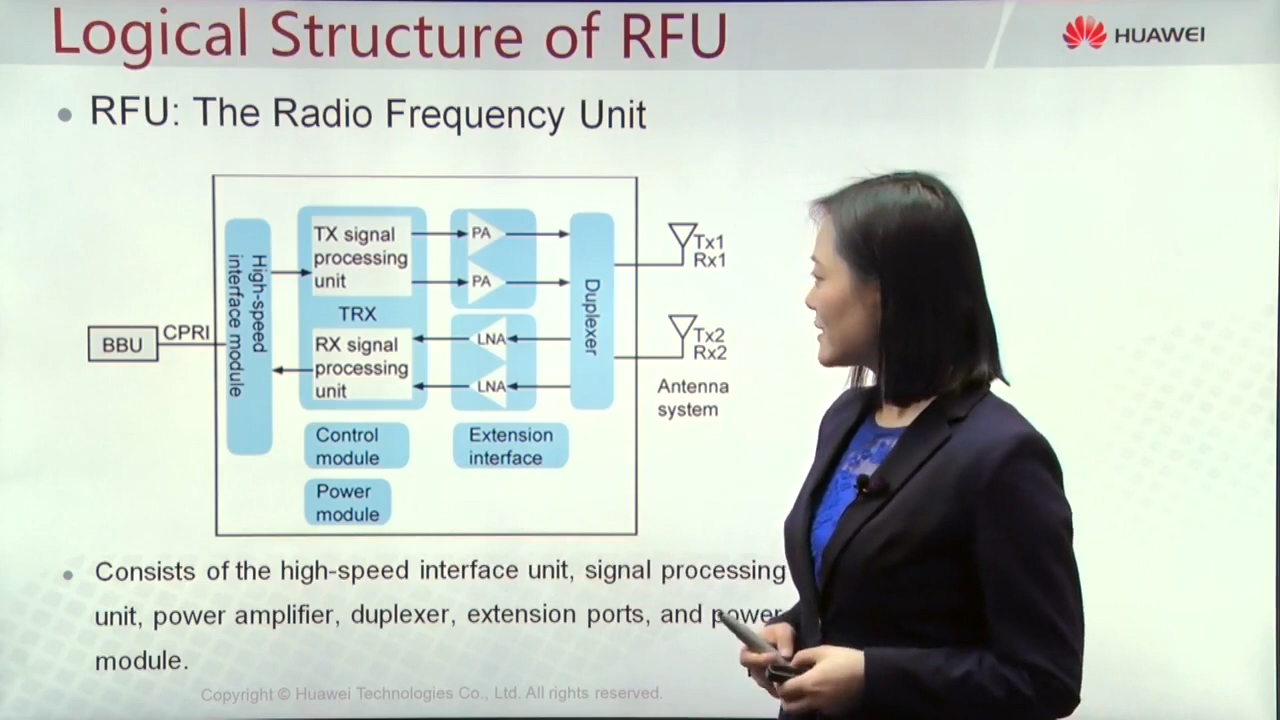 Logical Structure of RFU
HUAWEI
RFU: The Radio Frequency Unit
BBU
CPRI
High-speed
interface module
TX signal
processing
unit
TRX
RX signal
processing
unit
PA
PA
LNA
LNA
Duplexer
Tx1
Rx1
Tx2
Rx2
Antenna
system
Control
module
Extension
interface
Power
module
Consists of the high-speed interface unit, signal processing
unit, power amplifier, duplexer, extension ports, and power
module.
Copyright © Huawei Technologies Co., Ltd. All rights reserved.